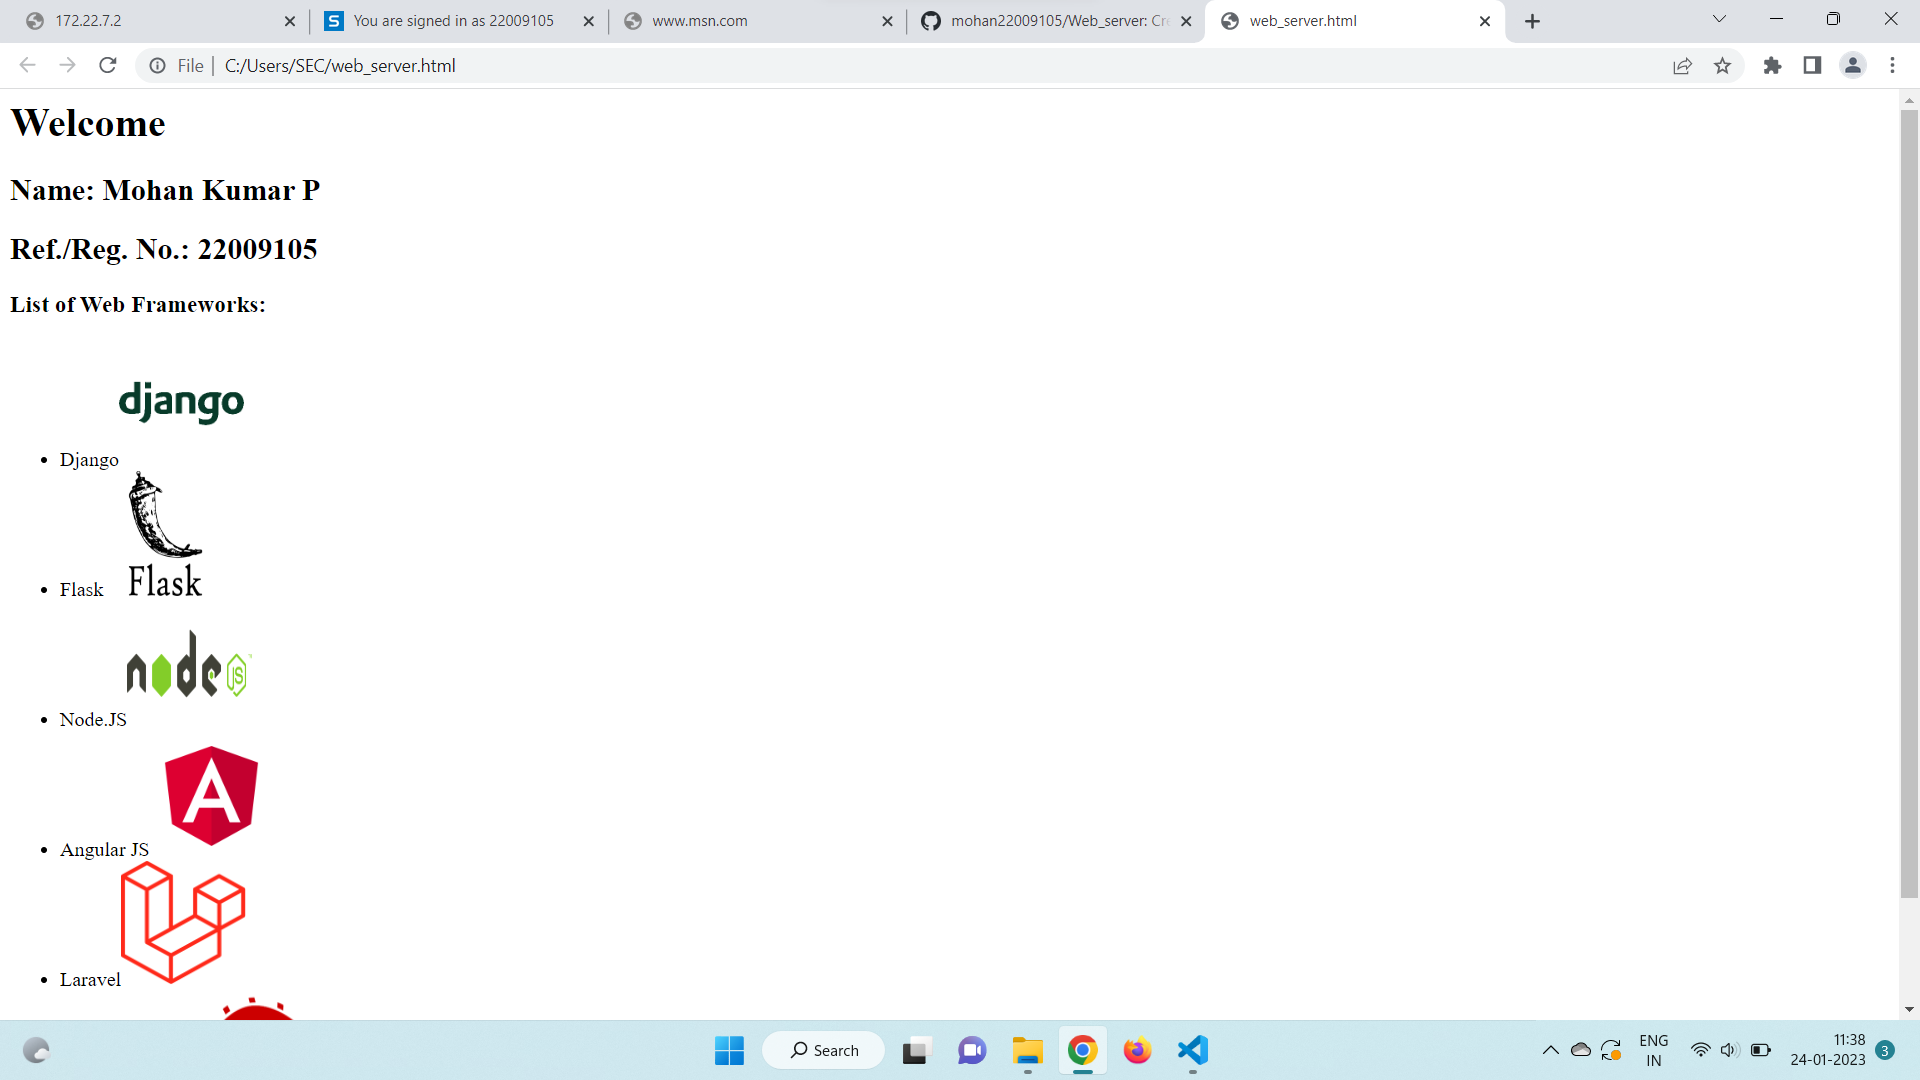 172.22.7.2
You are signed in as 22009105
www.msn.com
mohan22009105/Web_server: Cre
web_server.html
File
C:/Users/SEC/web_server.html
Welcome
Name: Mohan Kumar P
Ref./Reg. No.: 22009105
List of Web Frameworks:
django
Django
Flask
Flask
node JS
Node.JS
A
Angular JS
Laravel
Search
ENG
IN
11:38
24-01-2023
3